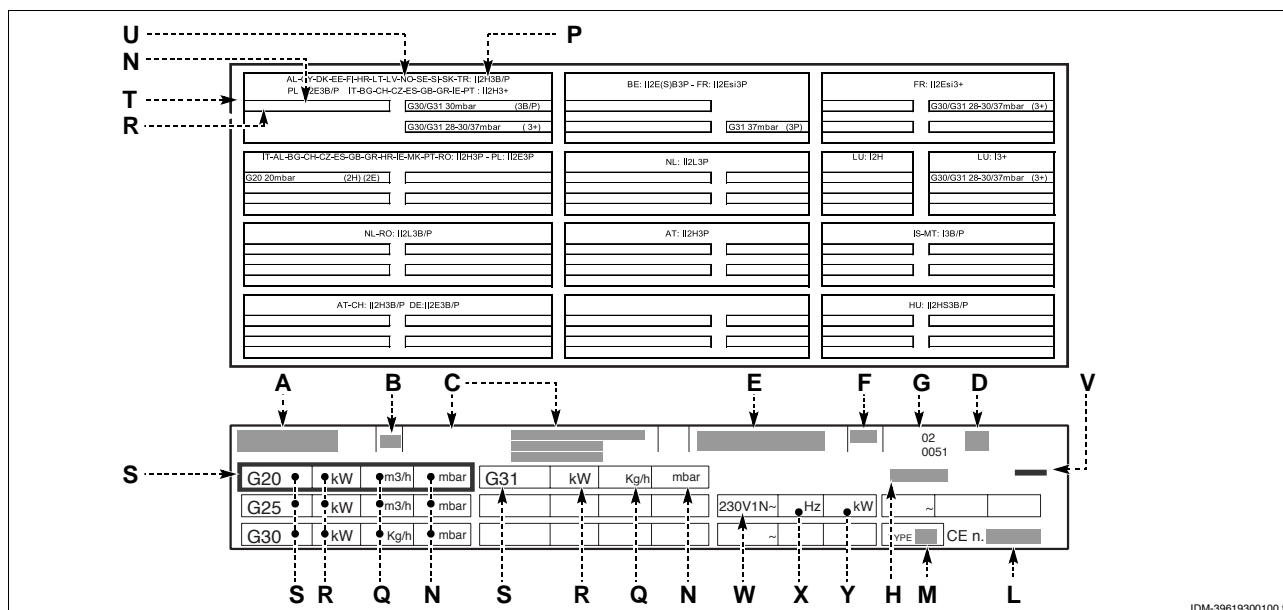 U P
N
T
R
AL-CY-DK-EE-FI-HR-LT-LV-NO-SE-SI-SK-TR: II2H3B/P
PL II2E3B/P IT-BG-CH-CZ-ES-GB-GR-IE-PT : II2H3+
G30/G31 30mbar (3B/P)
G30/G31 28-30/37mbar ( 3+)
BE: II2E(S)B3P - FR: II2Esi3P
G31 37mbar (3P)
FR: II2Esi3+
G30/G31 28-30/37mbar (3+)
IT-AL-BG-CH-CZ-ES-GB-GR-HR-IE-MK-PT-RO: II2H3P - PL: II2E3P
G20 20mbar (2H) (2E)
NL: II2L3P
LU: I2H
LU: I3+
G30/G31 28-30/37mbar (3+)
NL-RO: II2L3B/P
AT: II2H3P
IS-MT: I3B/P
AT-CH: II2H3B/P DE:II2E3B/P
HU: II2HS3B/P
A B C E F G D V
02
0051
S
G20 kW m3/h mbar G31 kW Kg/h mbar
G25 kW m3/h mbar 230V1N~ Hz kW ~
G30 kW Kg/h mbar ~ YPE CE n.
S R Q N S R Q N W X Y H M L
IDM-39619300100